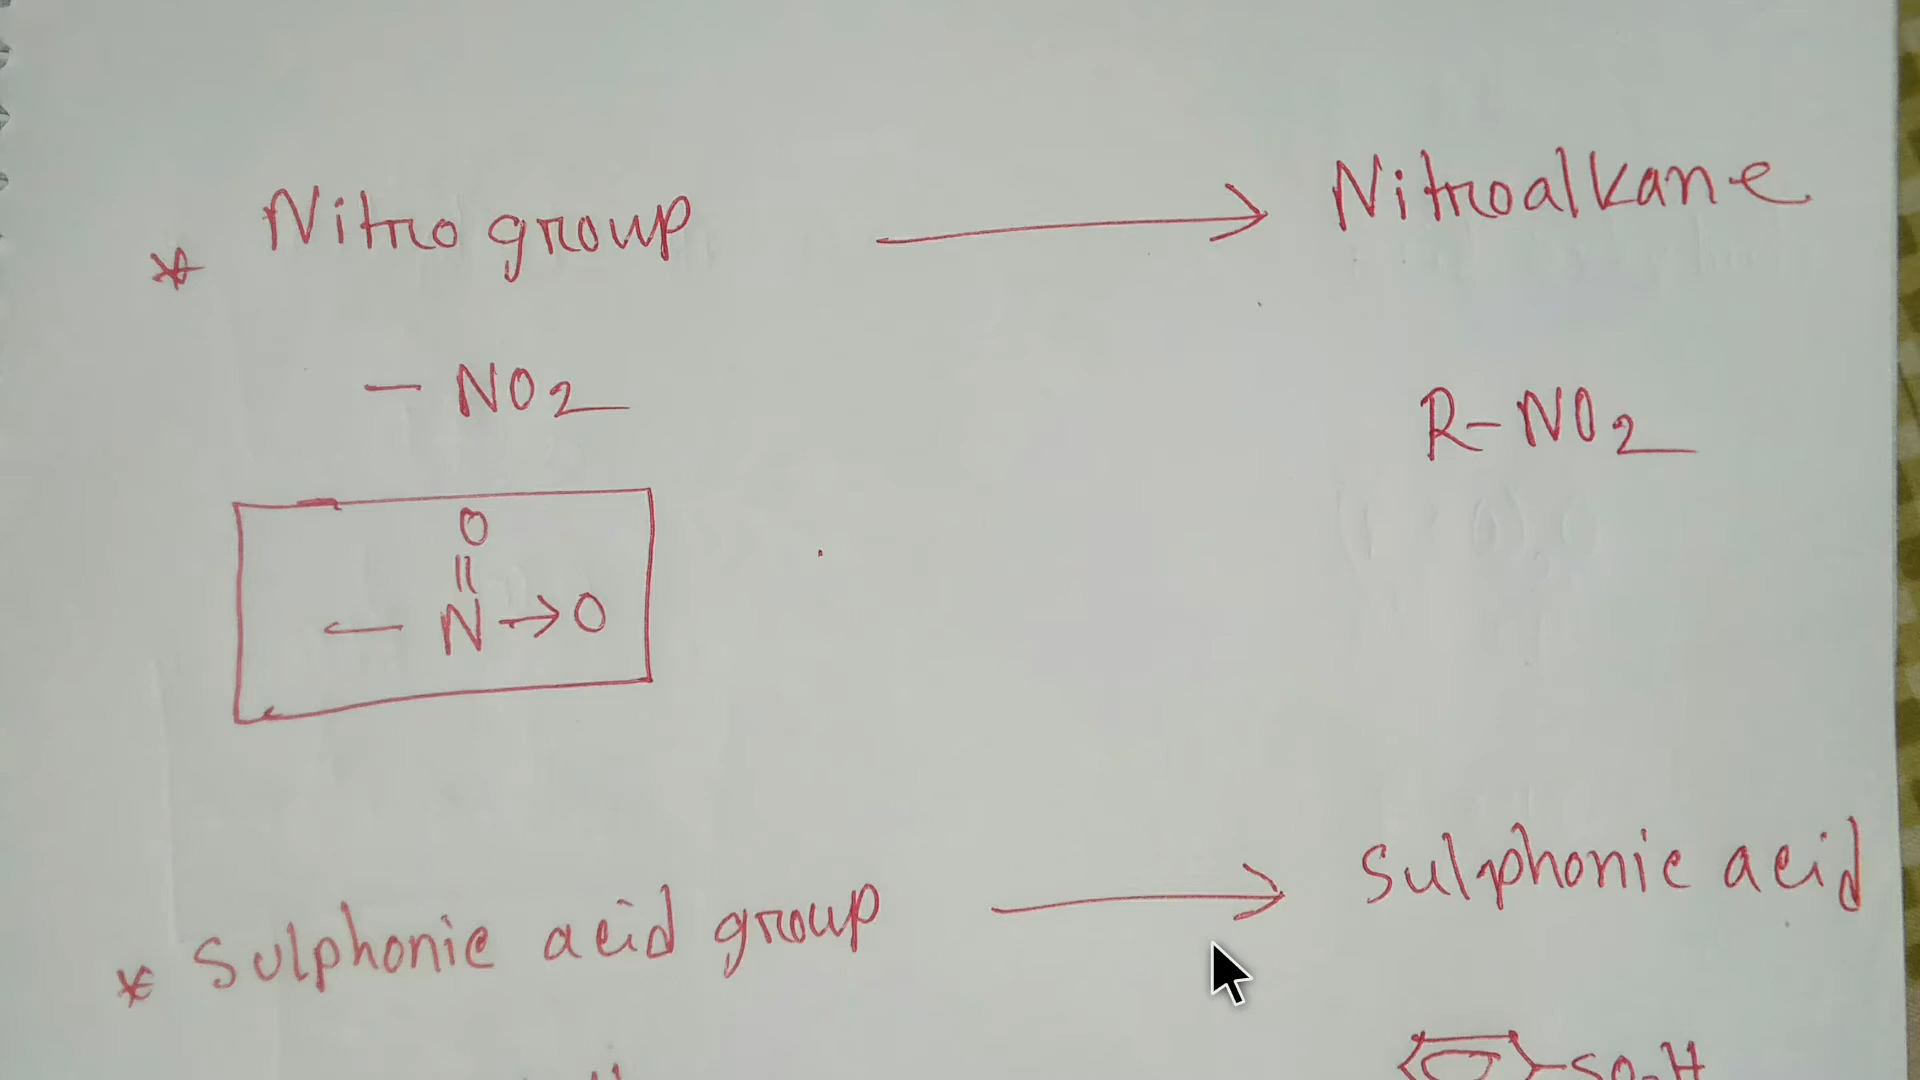 * Nitro group → Nitroalkane
– NO2
R–NO2
O
||
— N→O
* Sulphonic acid group → Sulphonic acid